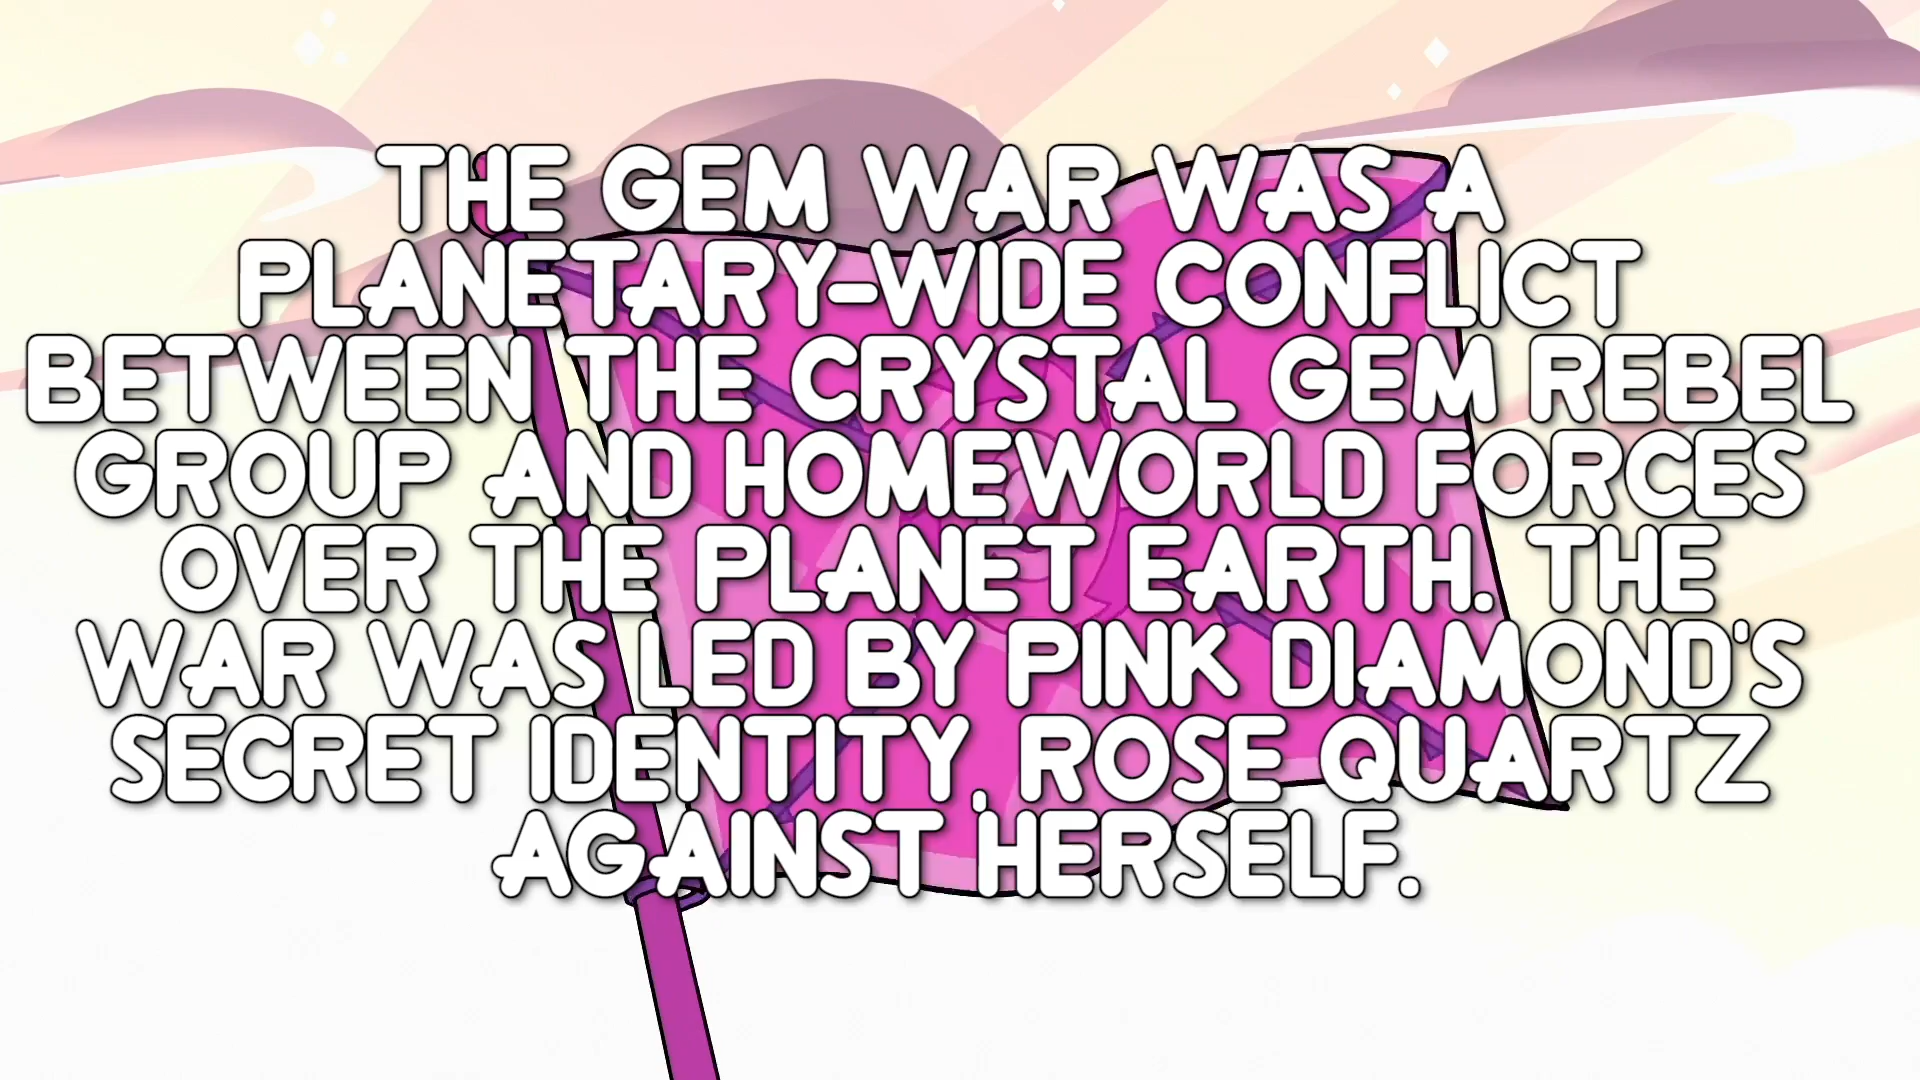 THE GEM WAR WAS A
PLANETARY-WIDE CONFLICT
BETWEEN THE CRYSTAL GEM REBEL
GROUP AND HOMEWORLD FORCES
OVER THE PLANET EARTH. THE
WAR WAS LED BY PINK DIAMOND'S
SECRET IDENTITY, ROSE QUARTZ
AGAINST HERSELF.